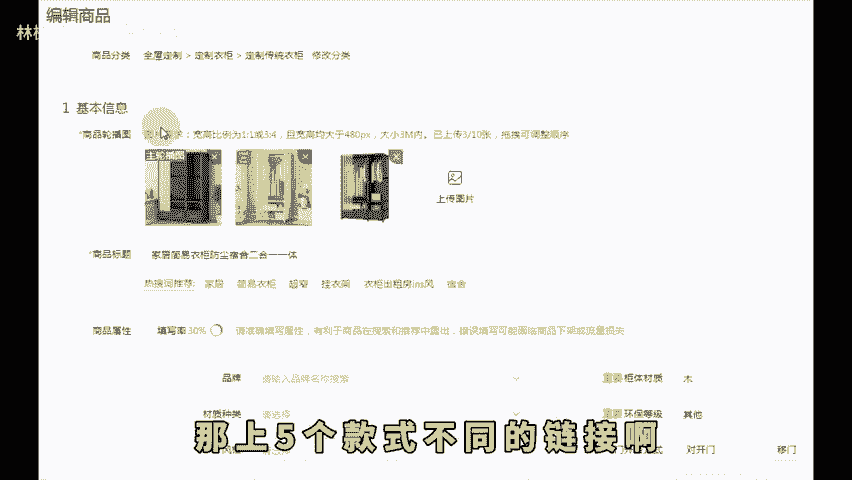 编辑商品
林
商品分类 全屋定制 > 定制衣柜 > 定制传统衣柜 修改分类
1 基本信息
*商品轮播图 求：宽高比例为1:1或3:4，且宽高均大于480px，大小3M内。已上传3/10张，拖拽可调整顺序
主轮播图
上传图片
*商品标题 家居简易衣柜防尘宿舍二合一一体
热搜词推荐: 家居 简易衣柜 超窄 挂衣架 衣柜出租房ins风 宿舍
商品属性 填写率 30% 请准确填写属性，有利于商品在搜索和推荐中露出，错误填写可能面临商品下架或流量损失
品牌 请输入品牌名称搜索 重要 柜体材质 木
材质种类 请选择 重要 环保等级 其他
对开门 移门
那上5个款式不同的链接啊